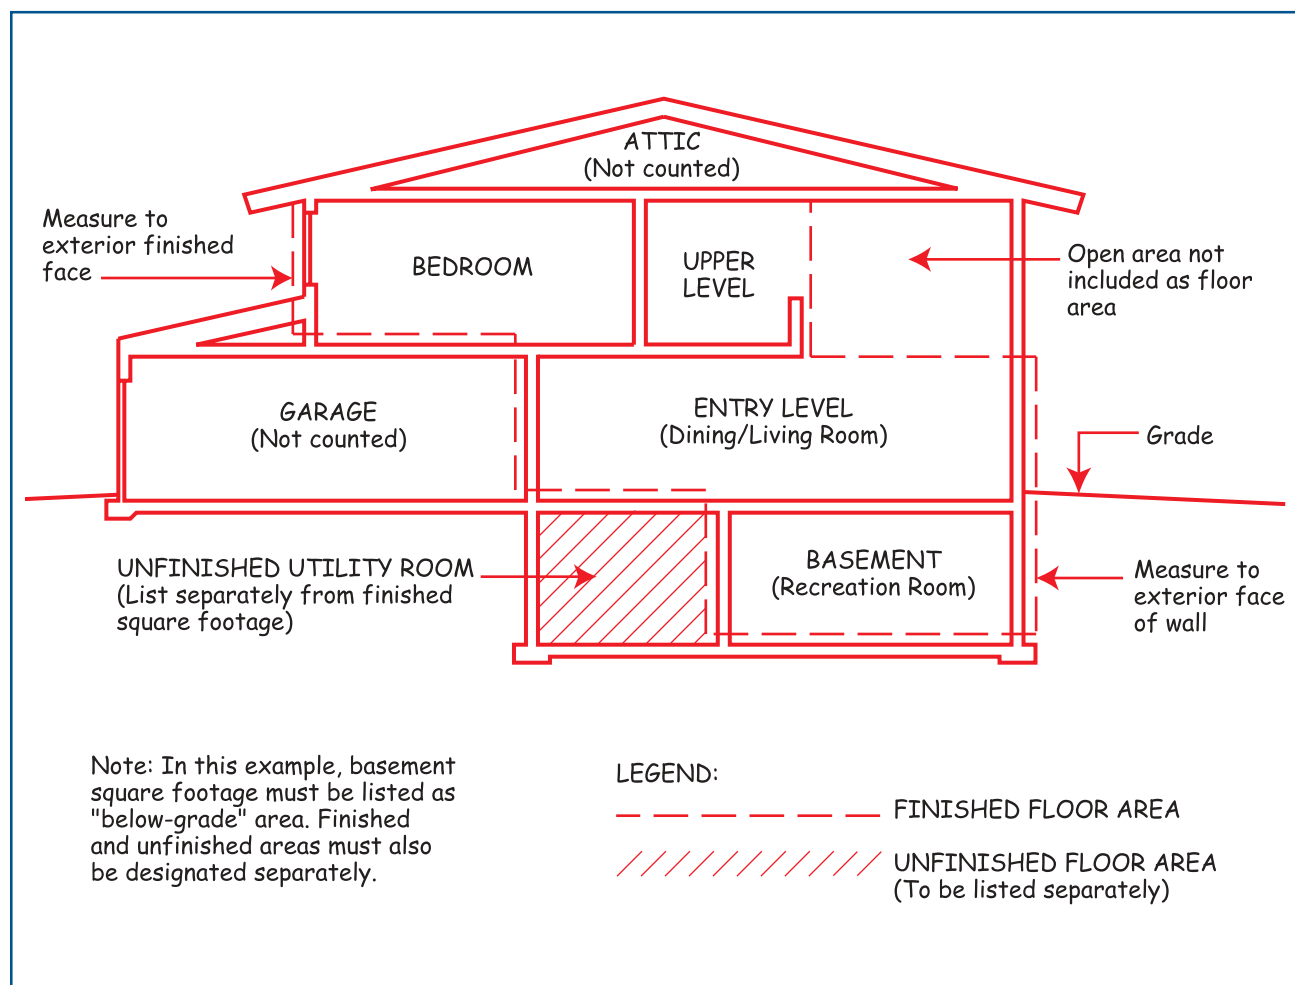 ATTIC
(Not counted)
Measure to
exterior finished
face
BEDROOM
UPPER
LEVEL
Open area not
included as floor
area
GARAGE
(Not counted)
ENTRY LEVEL
(Dining/Living Room)
Grade
UNFINISHED UTILITY ROOM
(List separately from finished
square footage)
BASEMENT
(Recreation Room)
Measure to
exterior face
of wall
Note: In this example, basement
square footage must be listed as
"below-grade" area. Finished
and unfinished areas must also
be designated separately.
LEGEND:
FINISHED FLOOR AREA
UNFINISHED FLOOR AREA
(To be listed separately)